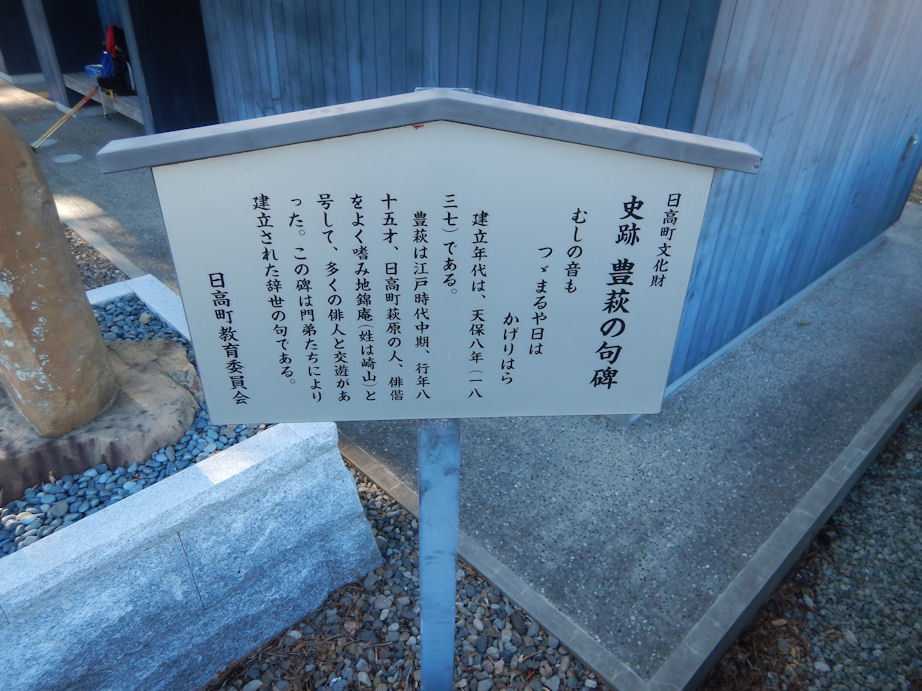 日高町文化財
史跡 豊萩の句碑
むしの音も
つゞまるや日は
かげりはら
建立年代は、天保八年(一八
三七)である。
豊萩は江戸時代中期、行年八
十五才、日高町萩原の人、俳諧
をよく嗜み地錦庵(姓は崎山)と
号して、多くの俳人と交遊があ
った。この碑は門弟たちにより
建立された辞世の句である。
日高町教育委員会